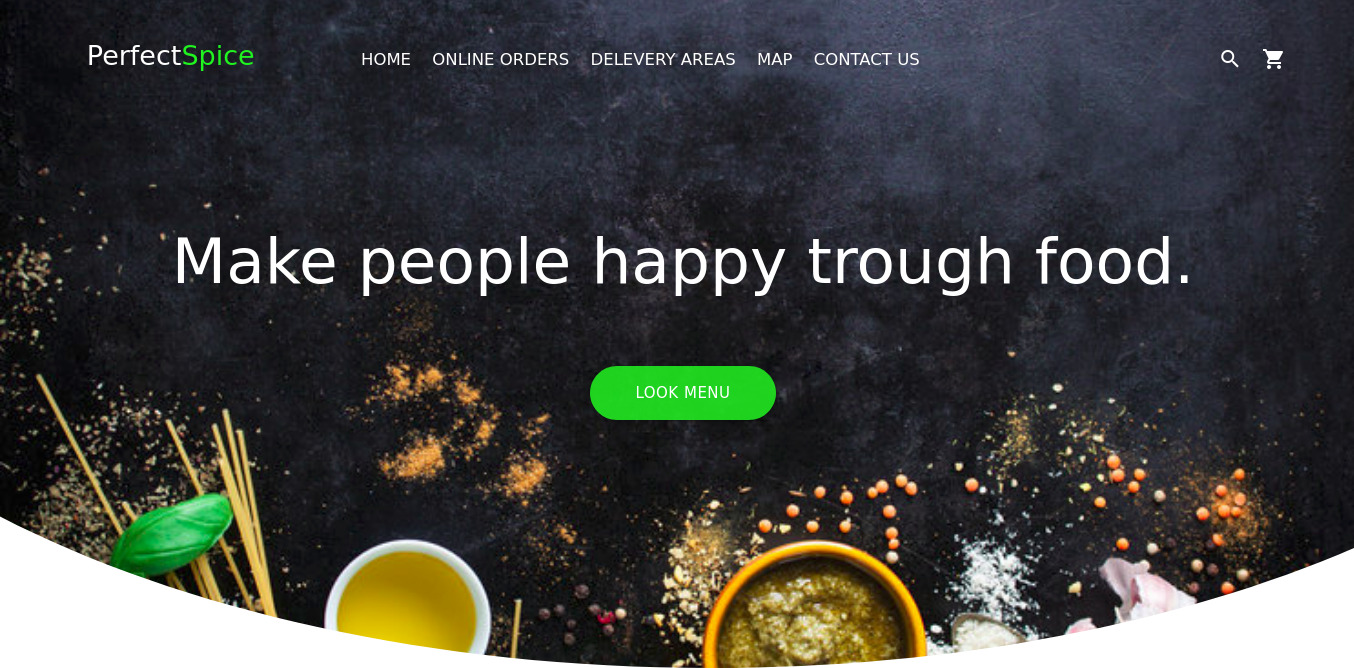 PerfectSpice
HOME ONLINE ORDERS DELEVERY AREAS MAP CONTACT US
Make people happy trough food.
LOOK MENU